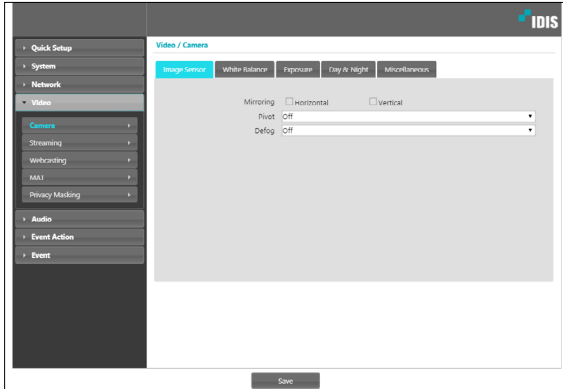 IDIS
Quick Setup
System
Network
Video
Camera
Streaming
Webcasting
MAT
Privacy Masking
Audio
Event Action
Event
Video / Camera
Image Sensor White Balance Exposure Day & Night Miscellaneous
Mirroring Horizontal Vertical
Pivot Off
Defog Off
Save